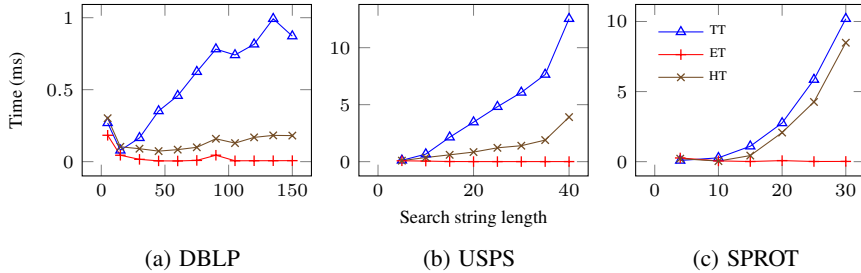 1
0.5
0
Time (ms)
0 50 100 150
10
5
0
0 20 40
Search string length
10
5
0
0 10 20 30
TT
ET
HT
(a) DBLP
(b) USPS
(c) SPROT